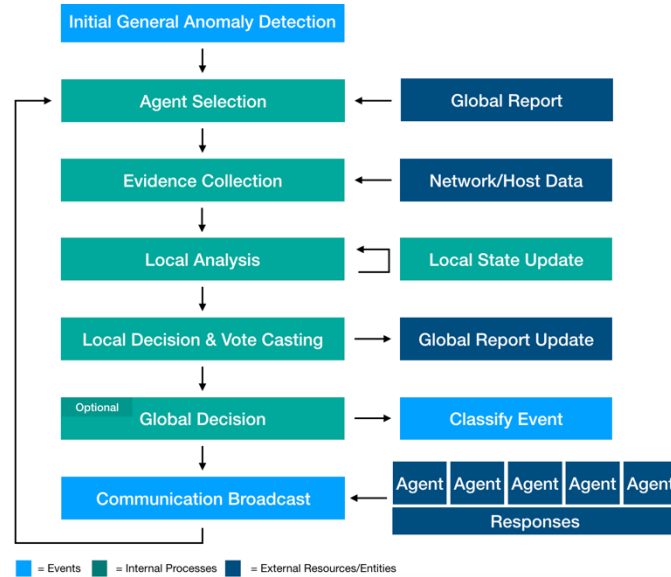 Initial General Anomaly Detection
Agent Selection
Global Report
Evidence Collection
Network/Host Data
Local Analysis
Local State Update
Local Decision & Vote Casting
Global Report Update
Optional
Global Decision
Classify Event
Communication Broadcast
Agent Agent Agent Agent Agent
Responses
= Events = Internal Processes = External Resources/Entities